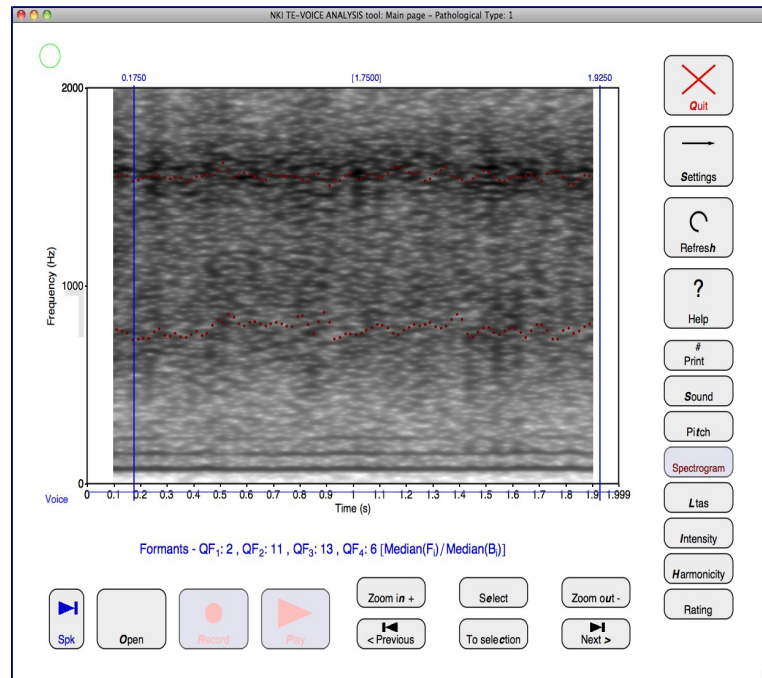 NKI TE-VOICE ANALYSIS tool: Main page - Pathological Type: 1
0.1750 [1.7500] 1.9250
2000
1000
0
Frequency (Hz)
Voice
0 0.1 0.2 0.3 0.4 0.5 0.6 0.7 0.8 0.9 1 1.1 1.2 1.3 1.4 1.5 1.6 1.7 1.8 1.9 1.999
Time (s)
Formants - QF1: 2 , QF2: 11 , QF3: 13 , QF4: 6 [Median(Fi) / Median(Bi)]
Quit
Settings
Refresh
?
Help
#
Print
Sound
Pitch
Spectrogram
Ltas
Intensity
Harmonicity
Rating
Spk
Open
Record
Play
Zoom in +
Select
Zoom out -
< Previous
To selection
Next >